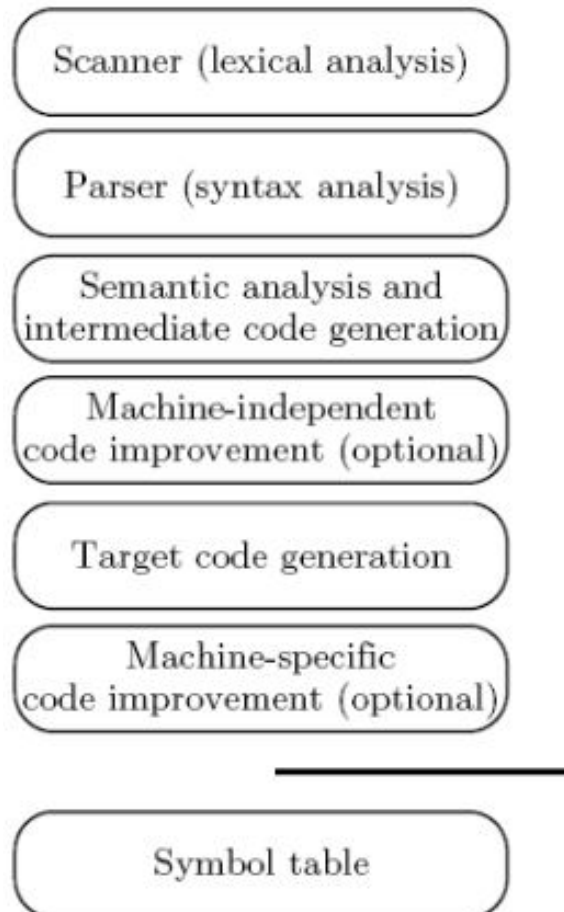 Scanner (lexical analysis)
Parser (syntax analysis)
Semantic analysis and
intermediate code generation
Machine-independent
code improvement (optional)
Target code generation
Machine-specific
code improvement (optional)
Symbol table